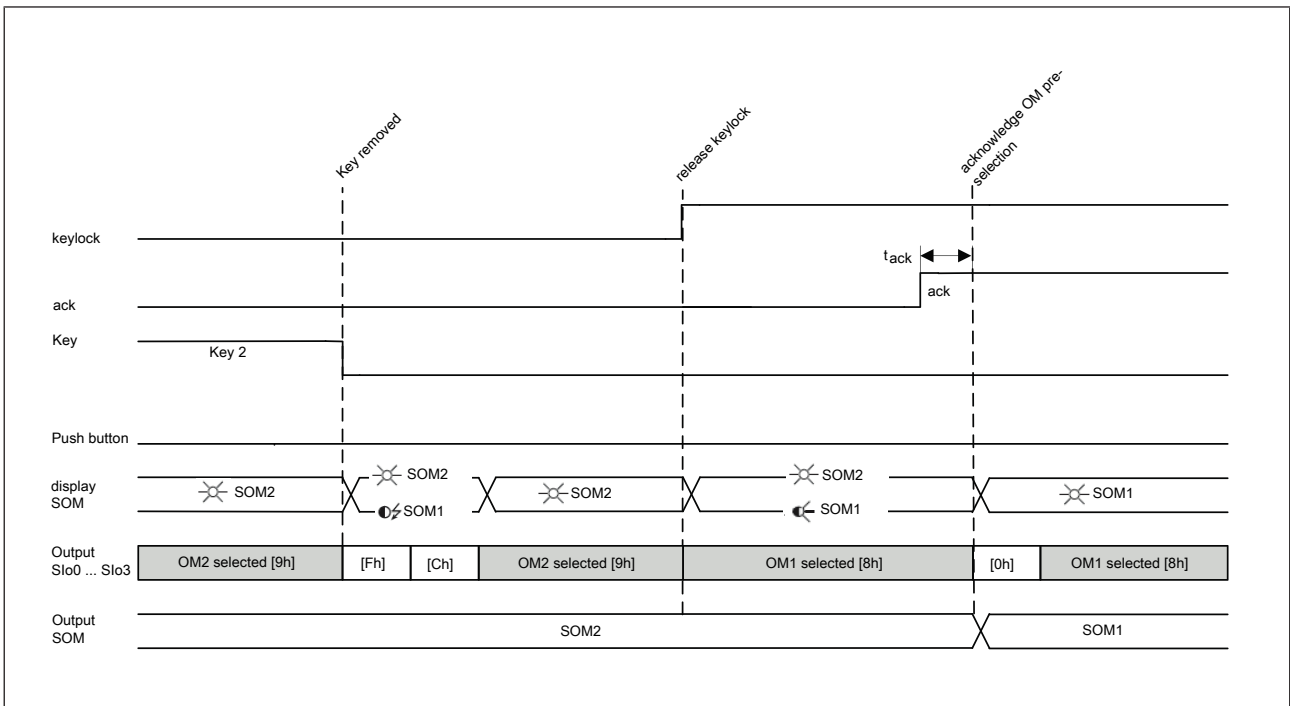 Key removed
release keylock
acknowledge OM pre-
selection
keylock
tack
ack
ack
Key
Key 2
Push button
display
SOM
SOM2
SOM2
SOM1
SOM2
SOM2
SOM1
SOM1
Output
SIo0 ... SIo3
OM2 selected [9h]
[Fh]
[Ch]
OM2 selected [9h]
OM1 selected [8h]
[0h]
OM1 selected [8h]
Output
SOM
SOM2
SOM1